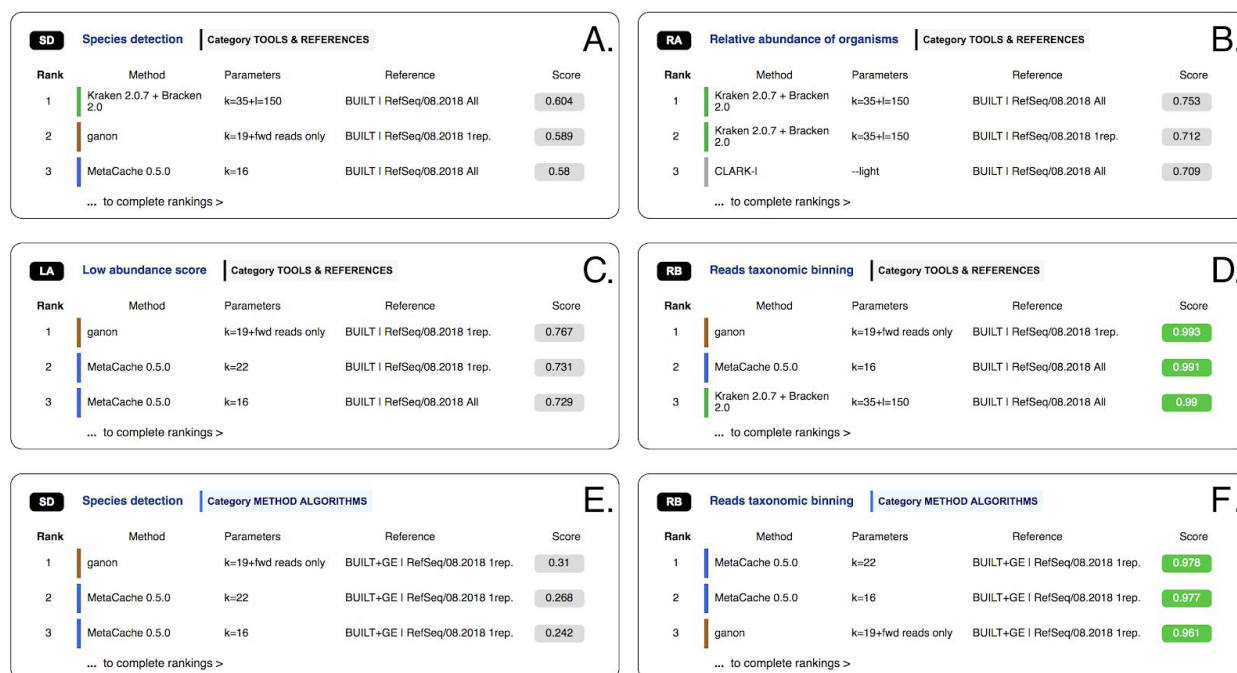 SD Species detection Category TOOLS & REFERENCES A.
Rank Method Parameters Reference Score
1 Kraken 2.0.7 + Bracken 2.0 k=35+l=150 BUILT | RefSeq/08.2018 All 0.604
2 ganon k=19+fwd reads only BUILT | RefSeq/08.2018 1rep. 0.589
3 MetaCache 0.5.0 k=16 BUILT | RefSeq/08.2018 All 0.58
... to complete rankings >
RA Relative abundance of organisms Category TOOLS & REFERENCES B.
Rank Method Parameters Reference Score
1 Kraken 2.0.7 + Bracken 2.0 k=35+l=150 BUILT | RefSeq/08.2018 All 0.753
2 Kraken 2.0.7 + Bracken 2.0 k=35+l=150 BUILT | RefSeq/08.2018 1rep. 0.712
3 CLARK-l --light BUILT | RefSeq/08.2018 All 0.709
... to complete rankings >
LA Low abundance score Category TOOLS & REFERENCES C.
Rank Method Parameters Reference Score
1 ganon k=19+fwd reads only BUILT | RefSeq/08.2018 1rep. 0.767
2 MetaCache 0.5.0 k=22 BUILT | RefSeq/08.2018 1rep. 0.731
3 MetaCache 0.5.0 k=16 BUILT | RefSeq/08.2018 All 0.729
... to complete rankings >
RB Reads taxonomic binning Category TOOLS & REFERENCES D.
Rank Method Parameters Reference Score
1 ganon k=19+fwd reads only BUILT | RefSeq/08.2018 1rep. 0.993
2 MetaCache 0.5.0 k=16 BUILT | RefSeq/08.2018 All 0.991
3 Kraken 2.0.7 + Bracken 2.0 k=35+l=150 BUILT | RefSeq/08.2018 All 0.99
... to complete rankings >
SD Species detection Category METHOD ALGORITHMS E.
Rank Method Parameters Reference Score
1 ganon k=19+fwd reads only BUILT+GE | RefSeq/08.2018 1rep. 0.31
2 MetaCache 0.5.0 k=22 BUILT+GE | RefSeq/08.2018 1rep. 0.268
3 MetaCache 0.5.0 k=16 BUILT+GE | RefSeq/08.2018 1rep. 0.242
... to complete rankings >
RB Reads taxonomic binning Category METHOD ALGORITHMS F.
Rank Method Parameters Reference Score
1 MetaCache 0.5.0 k=22 BUILT+GE | RefSeq/08.2018 1rep. 0.978
2 MetaCache 0.5.0 k=16 BUILT+GE | RefSeq/08.2018 1rep. 0.977
3 ganon k=19+fwd reads only BUILT+GE | RefSeq/08.2018 1rep. 0.961
... to complete rankings >